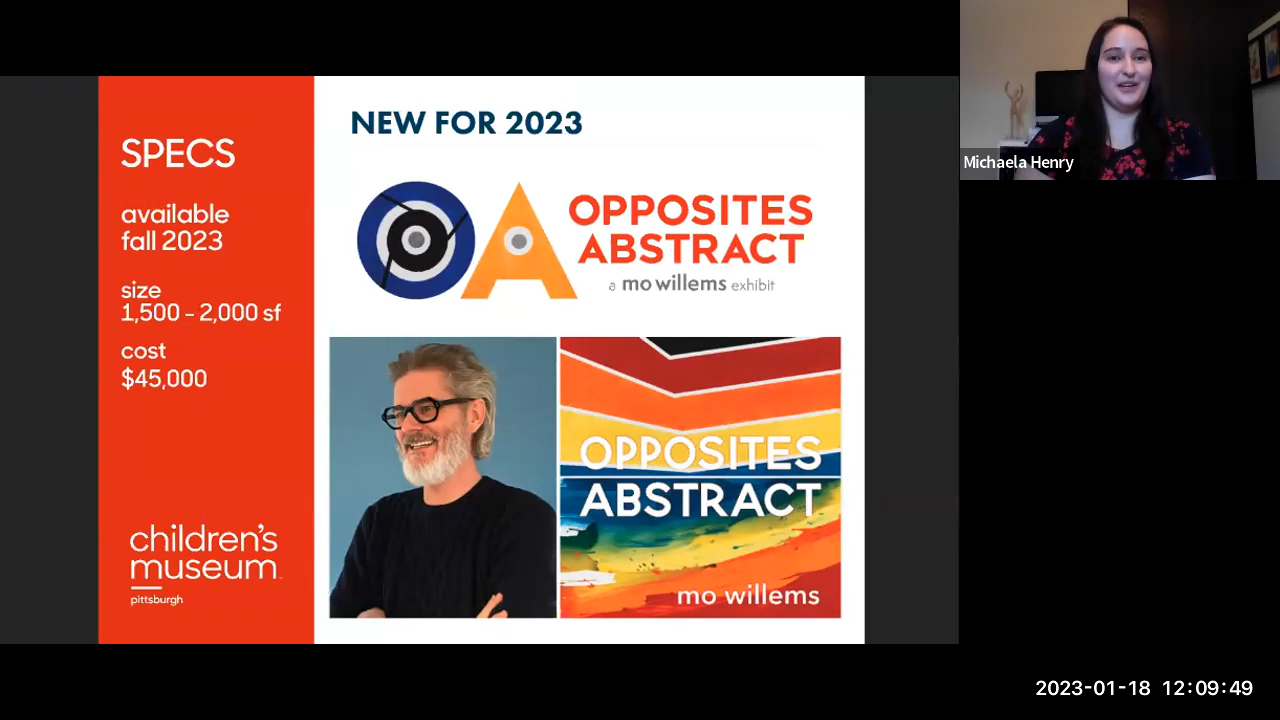 SPECS
available
fall 2023
size
1,500 – 2,000 sf
cost
$45,000
children's
museum
pittsburgh
NEW FOR 2023
OA
OPPOSITES
ABSTRACT
a mo willems exhibit
OPPOSITES
ABSTRACT
mo willems
Michaela Henry
2023-01-18 12:09:49